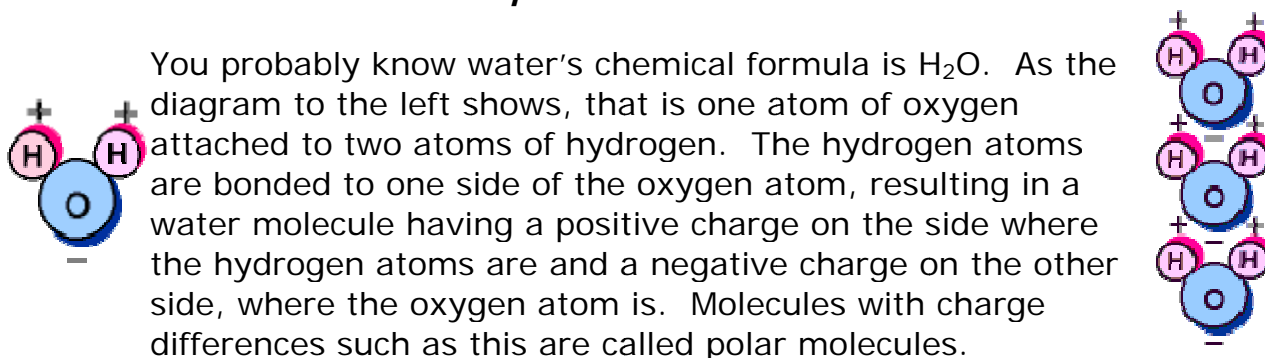 You probably know water's chemical formula is H₂O. As the
diagram to the left shows, that is one atom of oxygen
attached to two atoms of hydrogen. The hydrogen atoms
are bonded to one side of the oxygen atom, resulting in a
water molecule having a positive charge on the side where
the hydrogen atoms are and a negative charge on the other
side, where the oxygen atom is. Molecules with charge
differences such as this are called polar molecules.
+ +
H H
O
–
+ +
H H
O
–
+ +
H H
O
–
+ +
H H
O
–